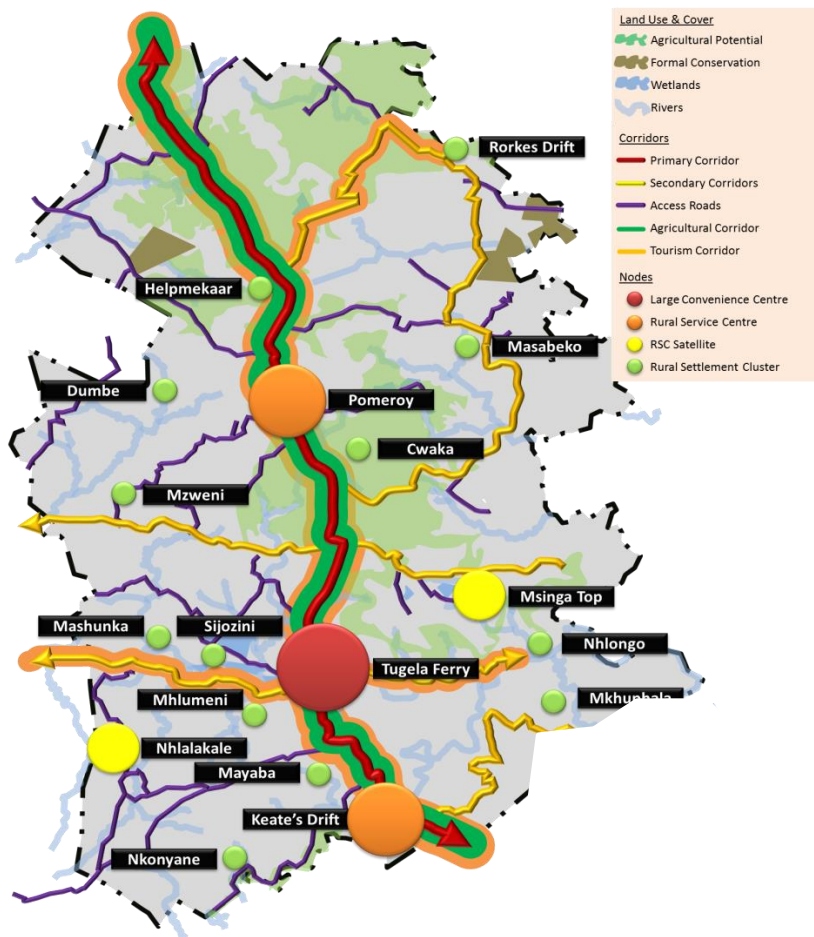 Land Use & Cover
Agricultural Potential
Formal Conservation
Wetlands
Rivers
Corridors
Primary Corridor
Secondary Corridors
Access Roads
Agricultural Corridor
Tourism Corridor
Nodes
Large Convenience Centre
Rural Service Centre
RSC Satellite
Rural Settlement Cluster
Rorkes Drift
Helpmekaar
Masabeko
Dumbe
Pomeroy
Cwaka
Mzweni
Msinga Top
Mashunka
Sijozini
Nhlongo
Tugela Ferry
Mhlumeni
Mkhuphala
Nhlalakale
Mayaba
Keate's Drift
Nkonyane